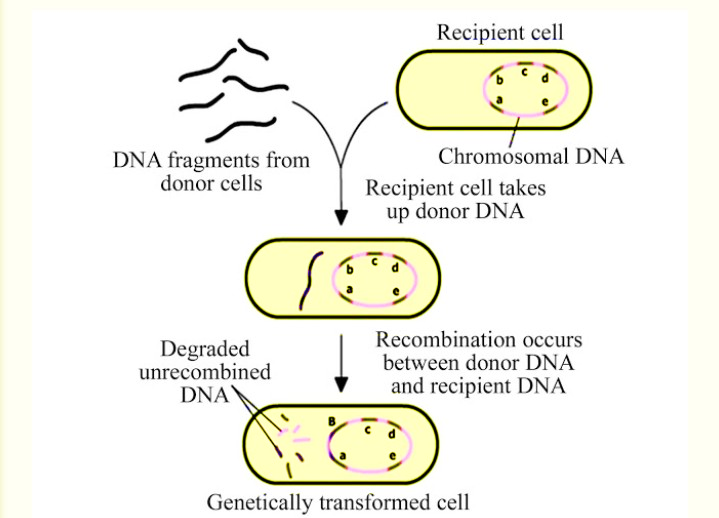 Recipient cell
b c d
a e
Chromosomal DNA
DNA fragments from
donor cells
Recipient cell takes
up donor DNA
b c d
a e
Recombination occurs
between donor DNA
and recipient DNA
Degraded
unrecombined
DNA
B c d
a e
Genetically transformed cell